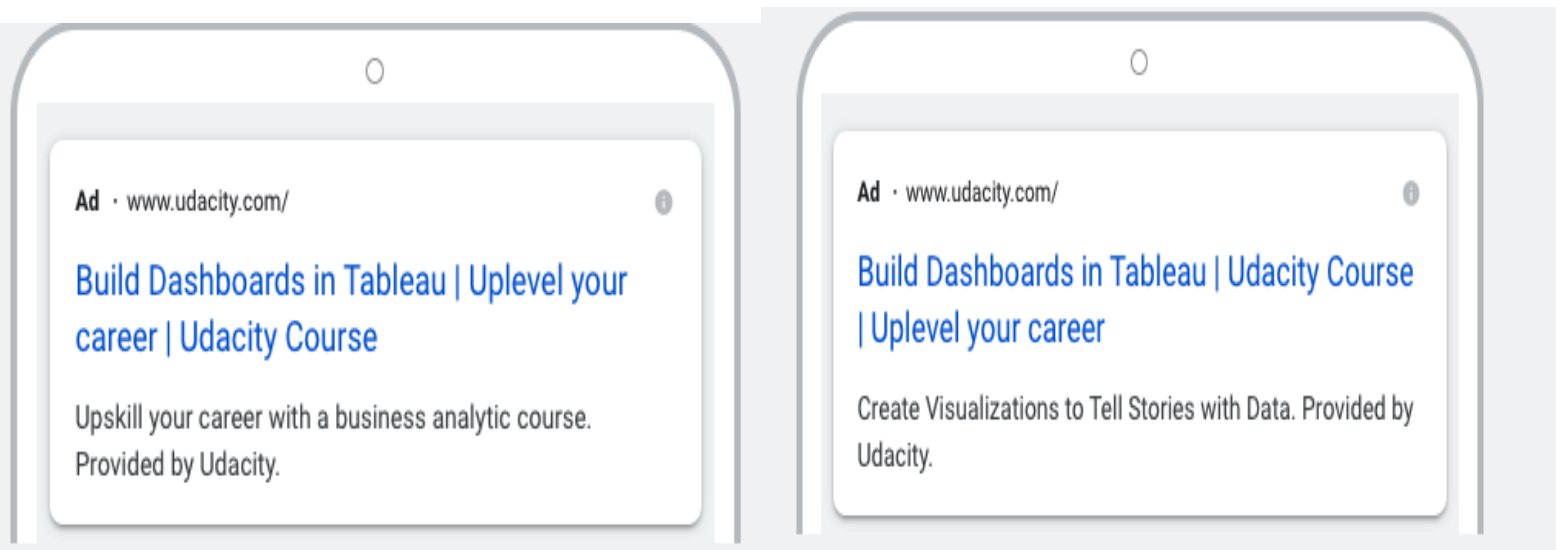 Ad · www.udacity.com/
Build Dashboards in Tableau | Uplevel your
career | Udacity Course
Upskill your career with a business analytic course.
Provided by Udacity.
Ad · www.udacity.com/
Build Dashboards in Tableau | Udacity Course
| Uplevel your career
Create Visualizations to Tell Stories with Data. Provided by
Udacity.